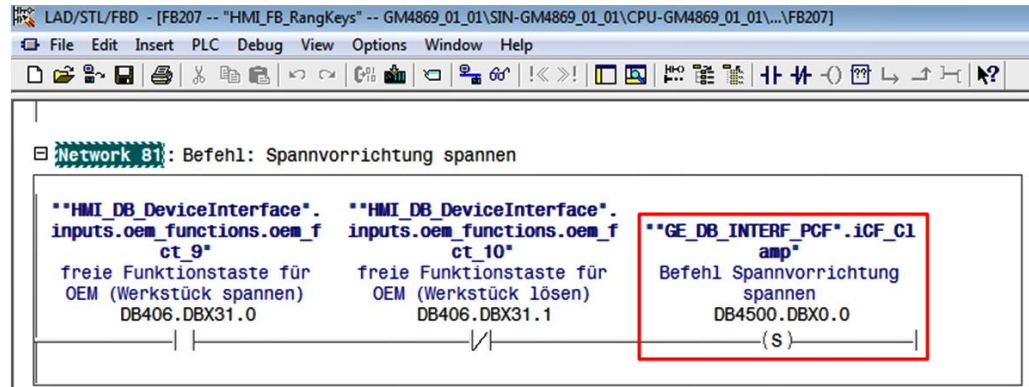 LAD/STL/FBD - [FB207 -- "HMI_FB_RangKeys" -- GM4869_01_01\SIN-GM4869_01_01\CPU-GM4869_01_01\...\FB207]
File Edit Insert PLC Debug View Options Window Help
Network 81: Befehl: Spannvorrichtung spannen
""HMI_DB_DeviceInterface".
inputs.oem_functions.oem_f
ct_9"
freie Funktionstaste für
OEM (Werkstück spannen)
DB406.DBX31.0
""HMI_DB_DeviceInterface".
inputs.oem_functions.oem_f
ct_10"
freie Funktionstaste für
OEM (Werkstück lösen)
DB406.DBX31.1
""GE_DB_INTERF_PCF".iCF_Cl
amp"
Befehl Spannvorrichtung
spannen
DB4500.DBX0.0
(S)